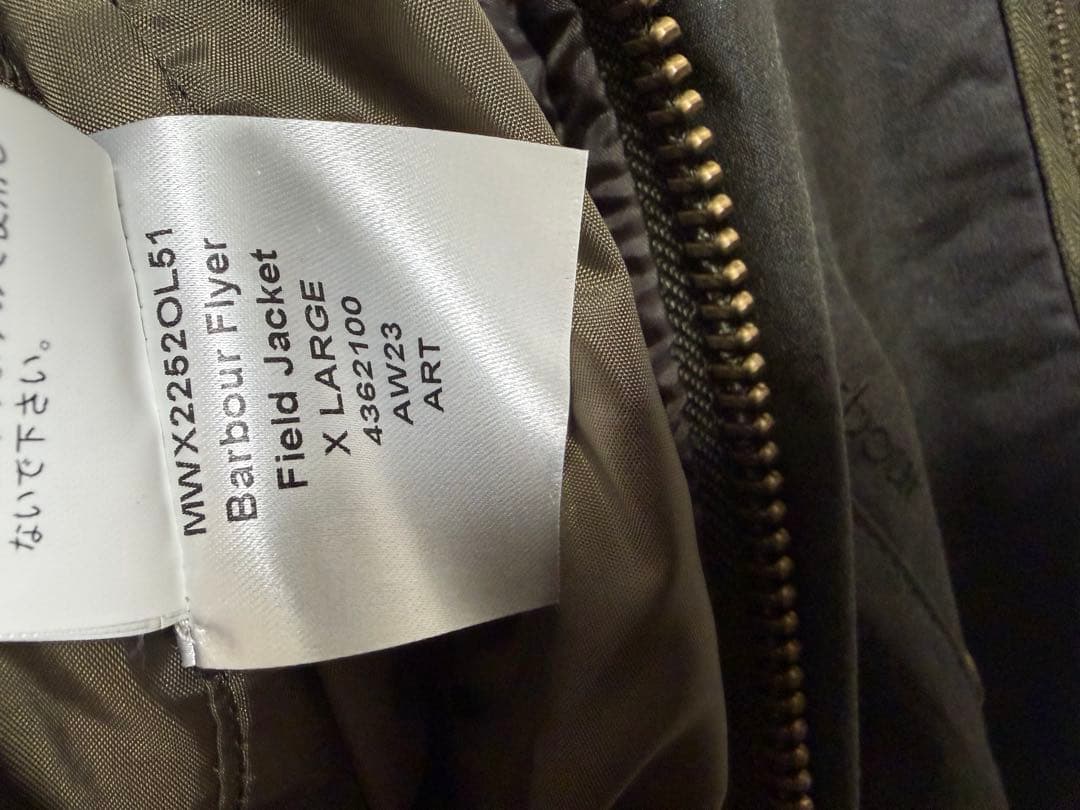 MWX2252OL51
Barbour Flyer
Field Jacket
X LARGE
4362100
AW23
ART
ないで下さい。